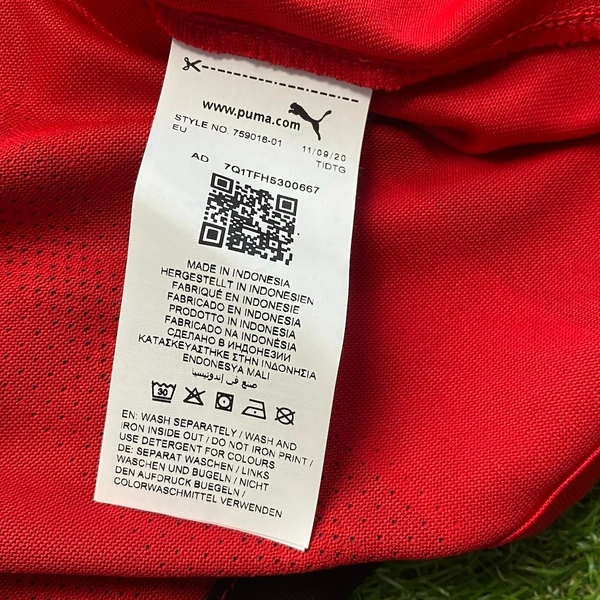 www.puma.com
STYLE NO. 759016-01 11/09/20
EU TIDTG
AD 7Q1TFH5300667
MADE IN INDONESIA
HERGESTELLT IN INDONESIEN
FABRIQUÉ EN INDONESIE
FABRICADO EN INDONESIA
PRODOTTO IN INDONESIA
FABRICADO NA INDONÉSIA
СДЕЛАНО В ИНДОНЕЗИИ
ΚΑΤΑΣΚΕΥΑΣΤΗΚΕ ΣΤΗΝ ΙΝΔΟΝΗΣΙΑ
ENDONESYA MALI
صنع في إندونيسيا
30
EN: WASH SEPARATELY / WASH AND
IRON INSIDE OUT / DO NOT IRON PRINT /
USE DETERGENT FOR COLOURS
DE: SEPARAT WASCHEN / LINKS
WASCHEN UND BUGELN / NICHT
DEN AUFDRUCK BUEGELN /
COLORWASCHMITTEL VERWENDEN